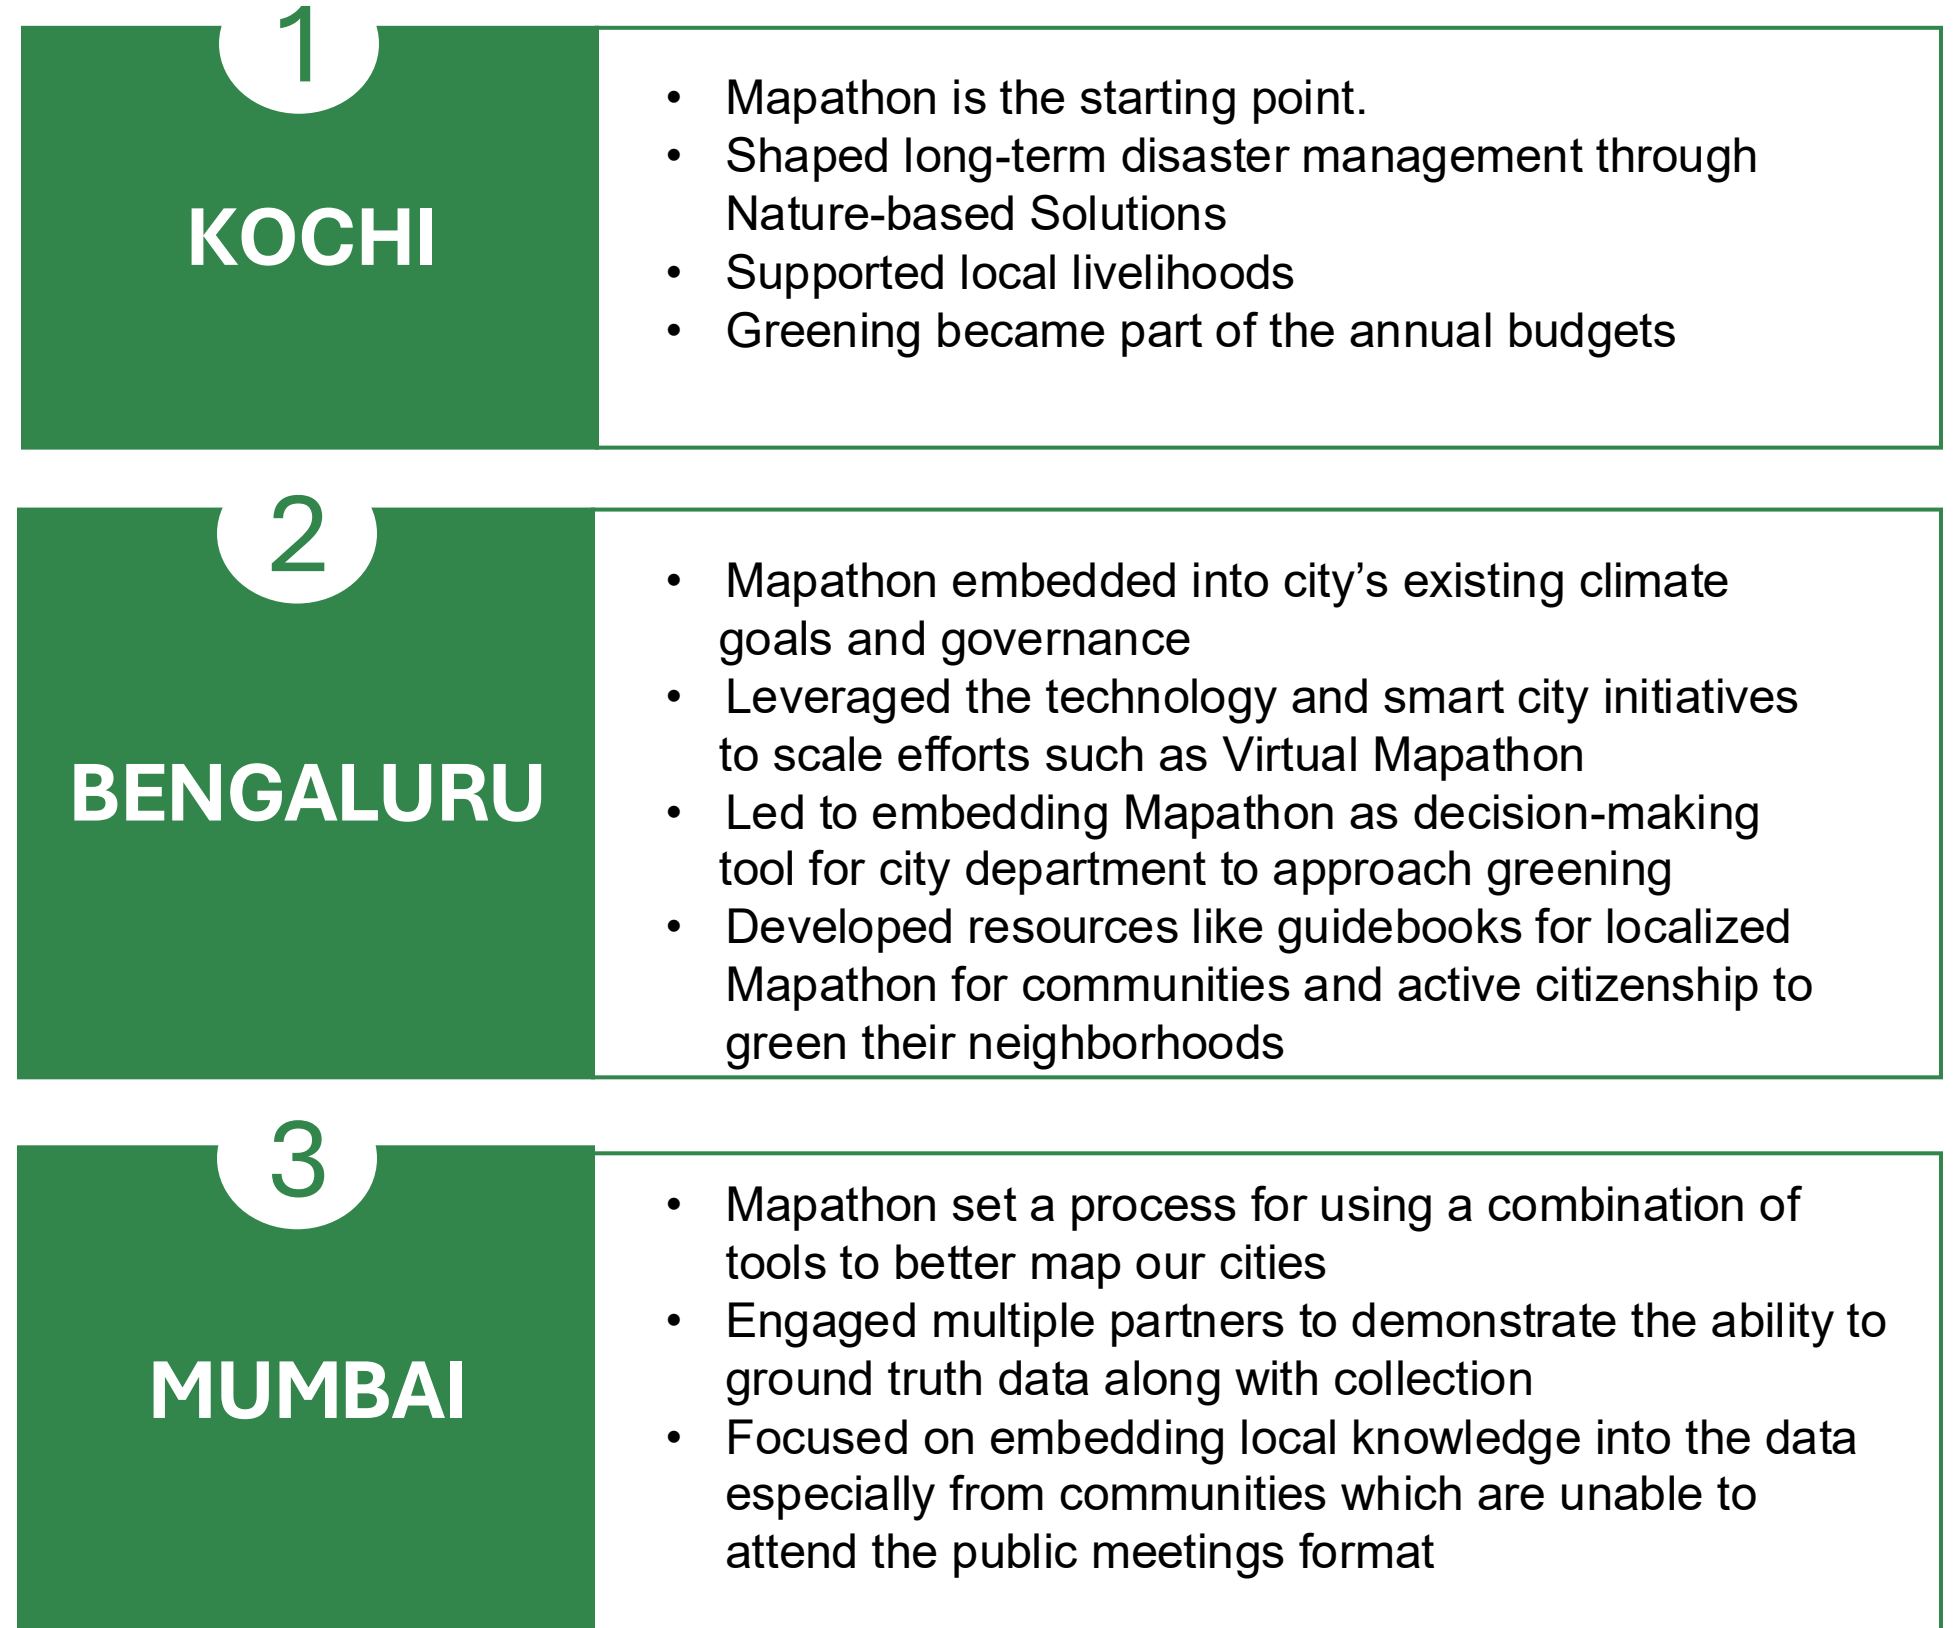 1
KOCHI
• Mapathon is the starting point.
• Shaped long-term disaster management through
Nature-based Solutions
• Supported local livelihoods
• Greening became part of the annual budgets
2
BENGALURU
• Mapathon embedded into city’s existing climate
goals and governance
• Leveraged the technology and smart city initiatives
to scale efforts such as Virtual Mapathon
• Led to embedding Mapathon as decision-making
tool for city department to approach greening
• Developed resources like guidebooks for localized
Mapathon for communities and active citizenship to
green their neighborhoods
3
MUMBAI
• Mapathon set a process for using a combination of
tools to better map our cities
• Engaged multiple partners to demonstrate the ability to
ground truth data along with collection
• Focused on embedding local knowledge into the data
especially from communities which are unable to
attend the public meetings format